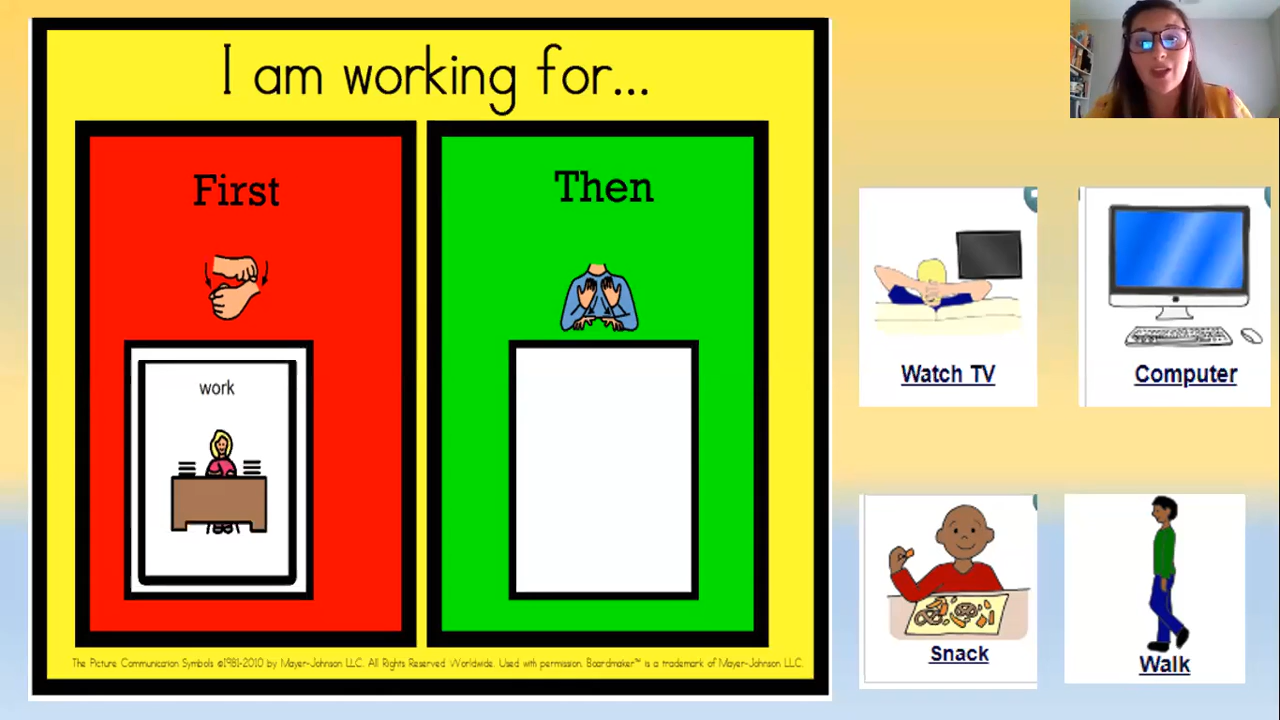 I am working for...
First
Then
work
The Picture Communication Symbols ©1981-2010 by Mayer-Johnson LLC. All Rights Reserved Worldwide. Used with permission. Boardmaker™ is a trademark of Mayer-Johnson LLC.
Watch TV
Computer
Snack
Walk